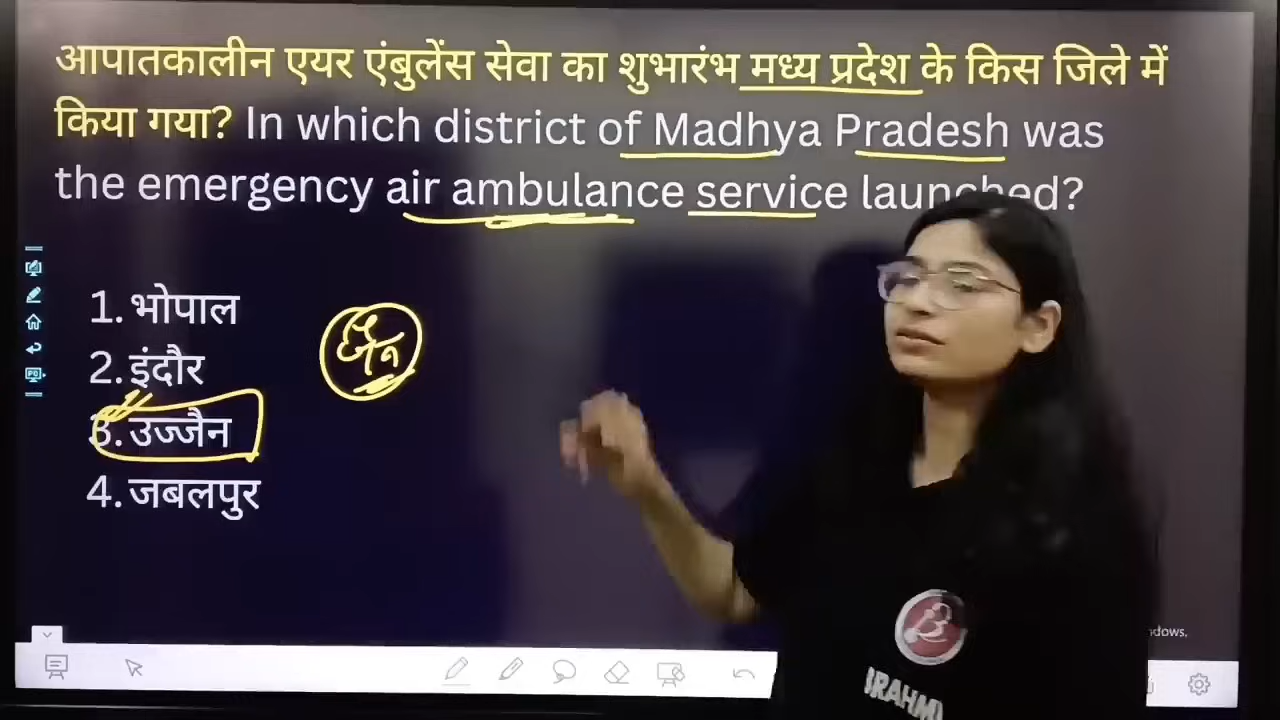 आपातकालीन एयर एंबुलेंस सेवा का शुभारंभ मध्य प्रदेश के किस जिले में
किया गया? In which district of Madhya Pradesh was
the emergency air ambulance service launched?
1. भोपाल
2. इंदौर
3. उज्जैन
4. जबलपुर